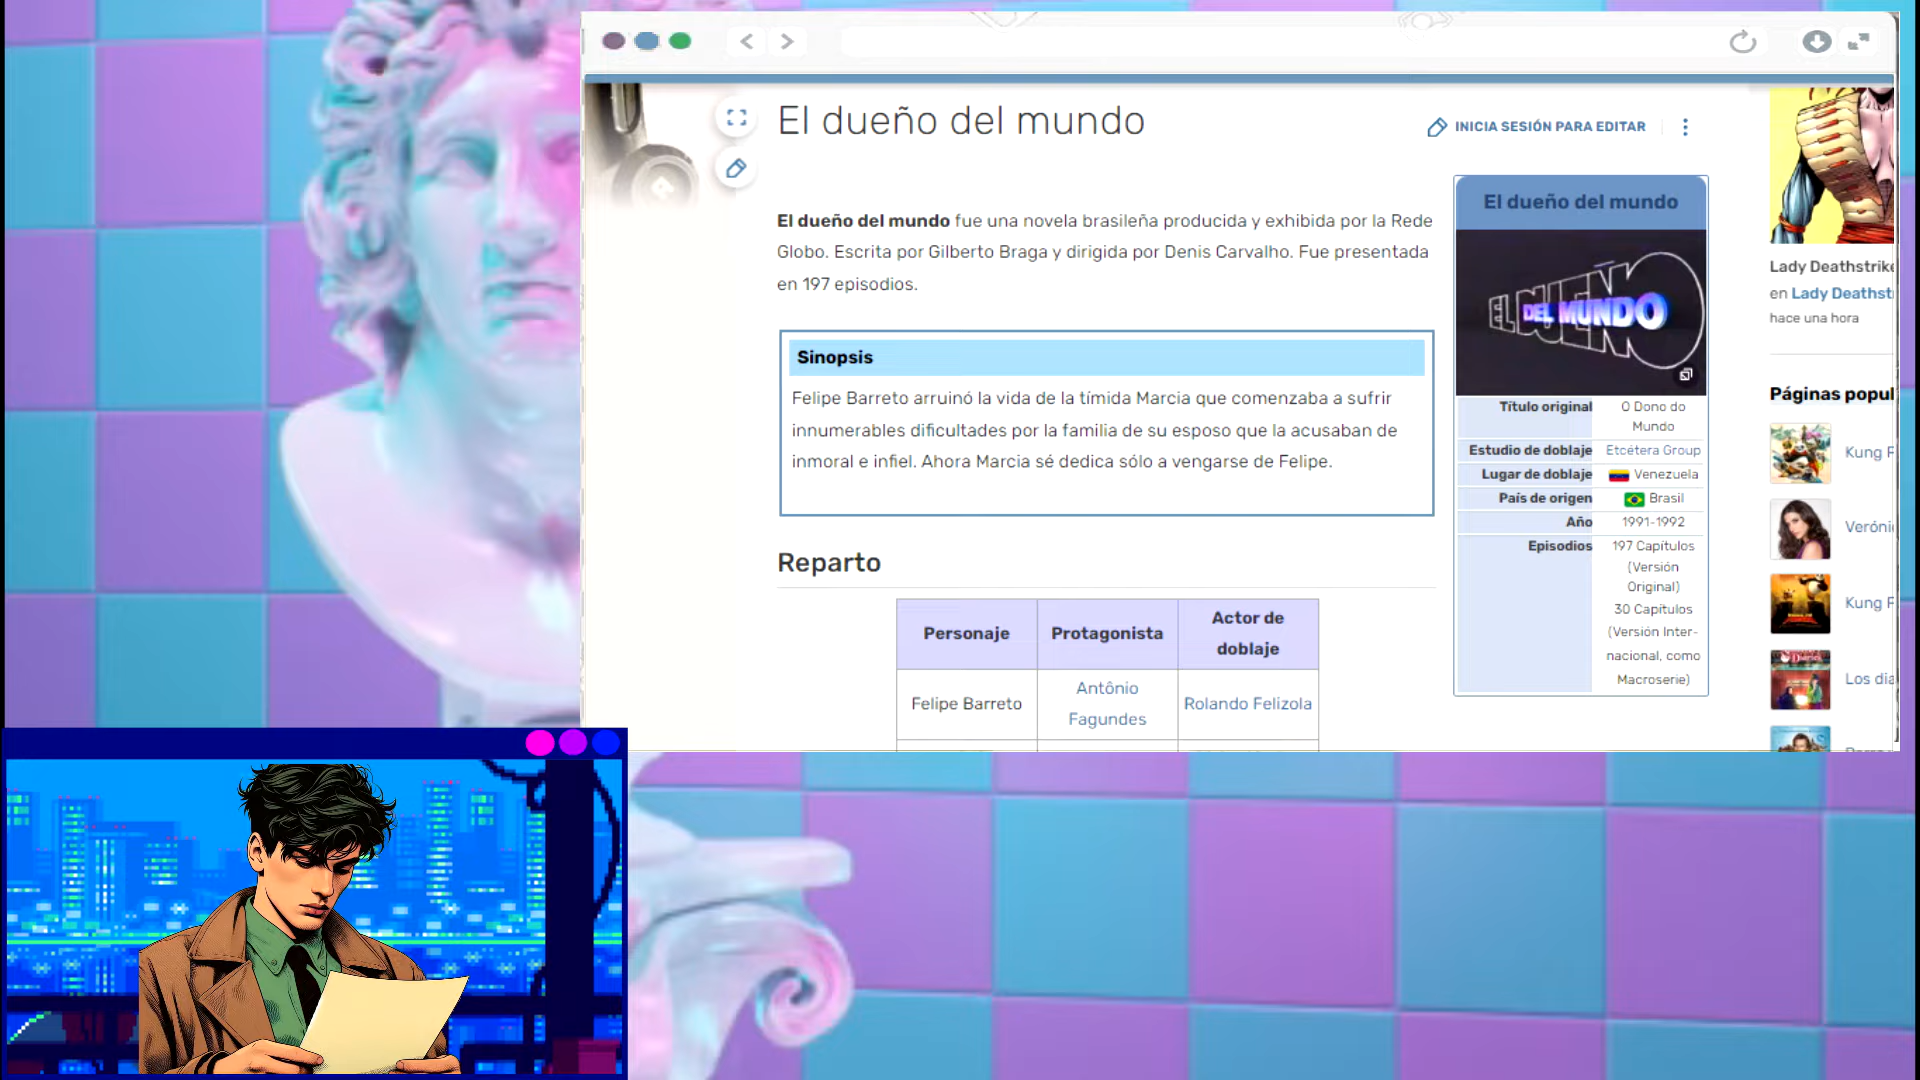 El dueño del mundo
INICIA SESIÓN PARA EDITAR
El dueño del mundo fue una novela brasileña producida y exhibida por la Rede
Globo. Escrita por Gilberto Braga y dirigida por Denis Carvalho. Fue presentada
en 197 episodios.
Sinopsis
Felipe Barreto arruinó la vida de la tímida Marcia que comenzaba a sufrir
innumerables dificultades por la familia de su esposo que la acusaban de
inmoral e infiel. Ahora Marcia sé dedica sólo a vengarse de Felipe.
Reparto
Personaje
Protagonista
Actor de
doblaje
Felipe Barreto
Antônio
Fagundes
Rolando Felizola
El dueño del mundo
EL DUEÑO
DEL MUNDO
Título original
O Dono do
Mundo
Estudio de doblaje
Etcétera Group
Lugar de doblaje
Venezuela
País de origen
Brasil
Año
1991-1992
Episodios
197 Capítulos
(Versión
Original)
30 Capítulos
(Versión Inter-
nacional, como
Macroserie)
Lady Deathstrike
en Lady Deathst
hace una hora
Páginas popul
Kung F
Veróni
Kung F
Los dia